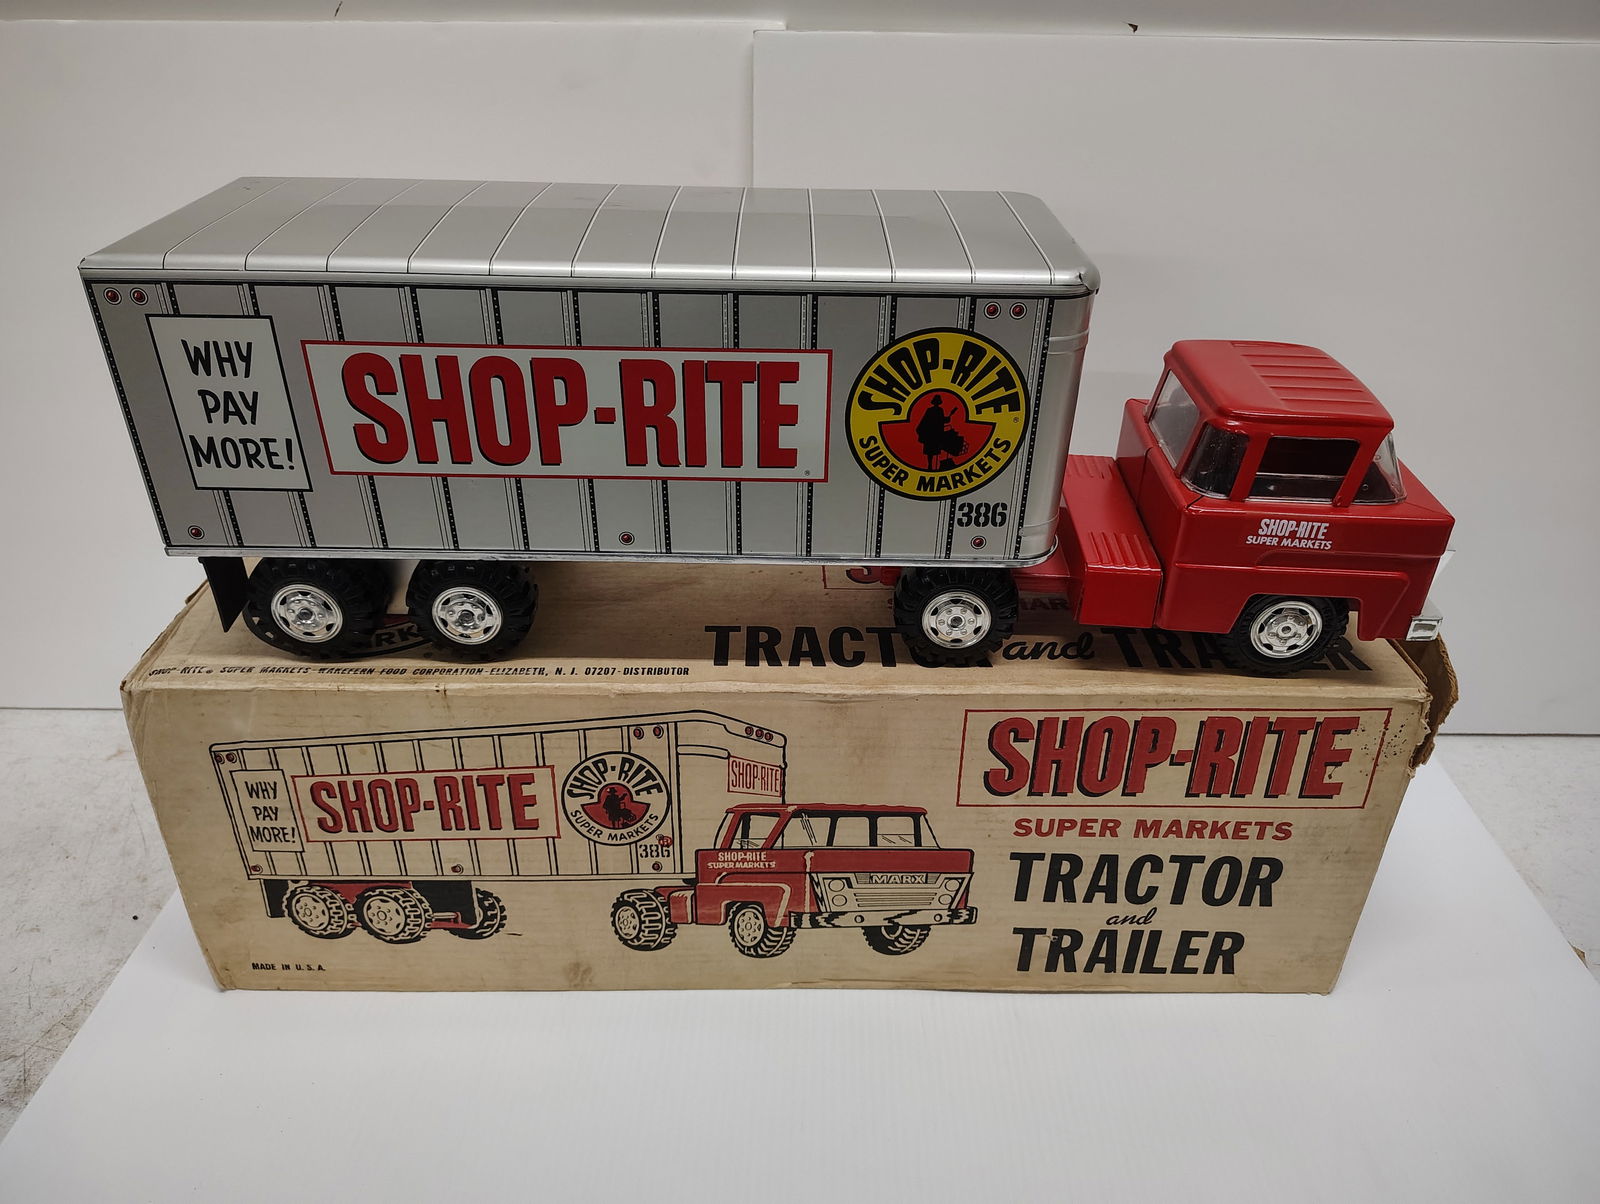 WHY
PAY
MORE!
SHOP-RITE®
SHOP-RITE®
SUPER MARKETS
386
SHOP-RITE
SUPER MARKETS
TRACTOR and TRAILER
SHOP-RITE® SUPER MARKETS-WAKEFERN FOOD CORPORATION-ELIZABETH, N. J. 07207-DISTRIBUTOR
WHY
PAY
MORE!
SHOP-RITE
SHOP-RITE
SUPER MARKETS
386
SHOP-RITE
SHOP-RITE
SUPER MARKETS
MARX
MADE IN U. S. A.
SHOP-RITE
SUPER MARKETS
TRACTOR
and
TRAILER